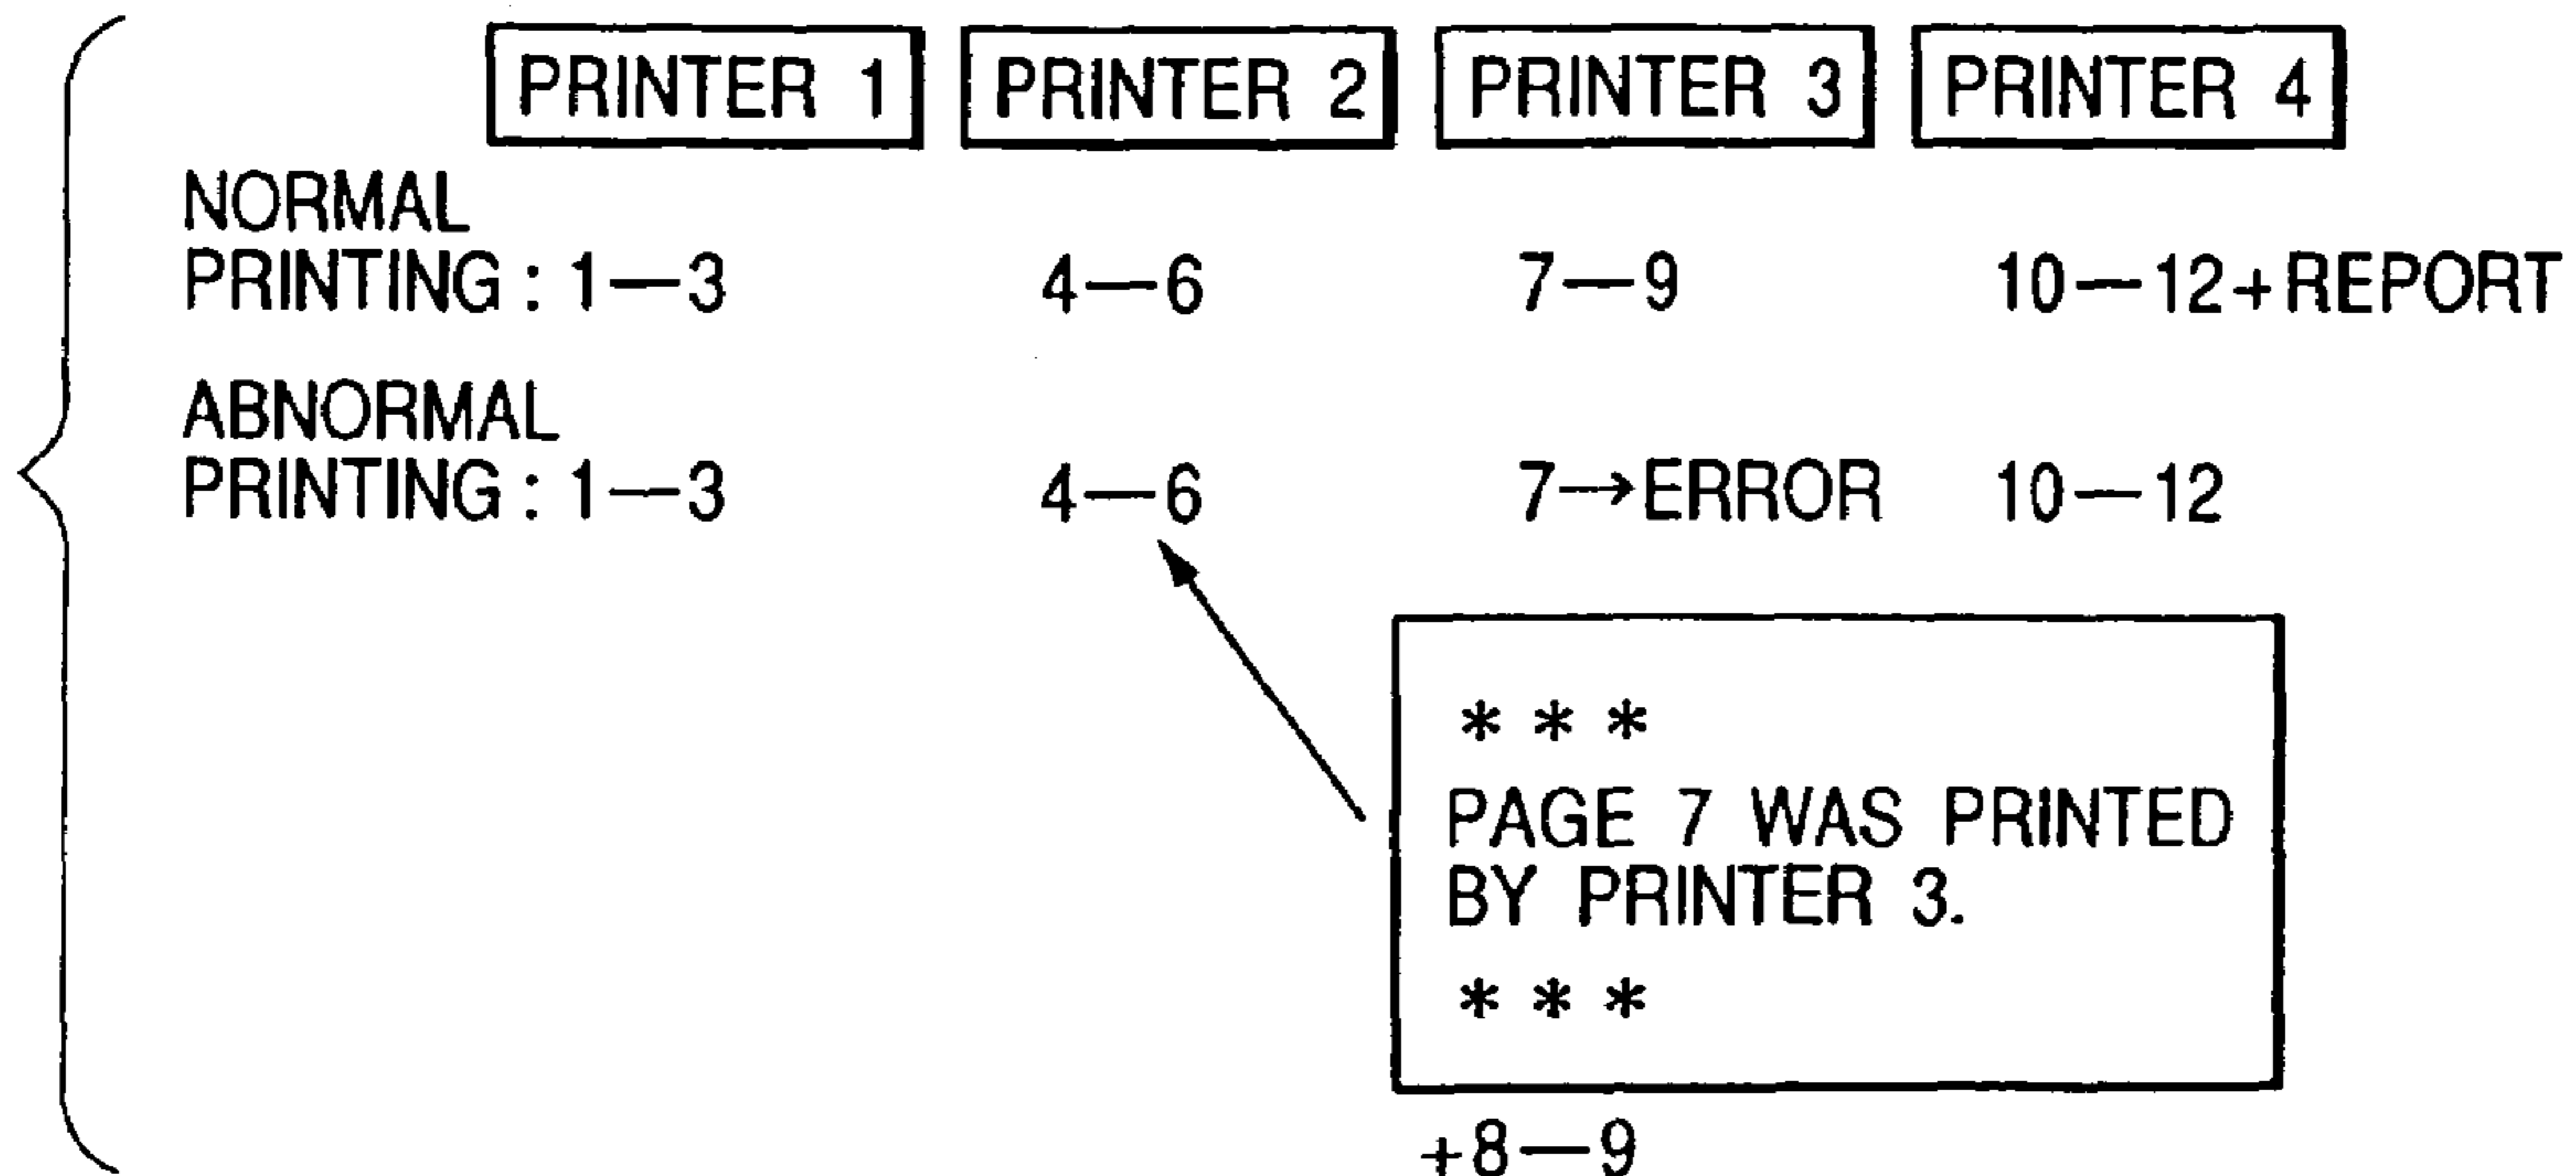 PRINTER 1 PRINTER 2 PRINTER 3 PRINTER 4
NORMAL
PRINTING : 1—3 4—6 7—9 10—12+REPORT
ABNORMAL
PRINTING : 1—3 4—6 7→ERROR 10—12
* * *
PAGE 7 WAS PRINTED
BY PRINTER 3.
* * *
+8—9